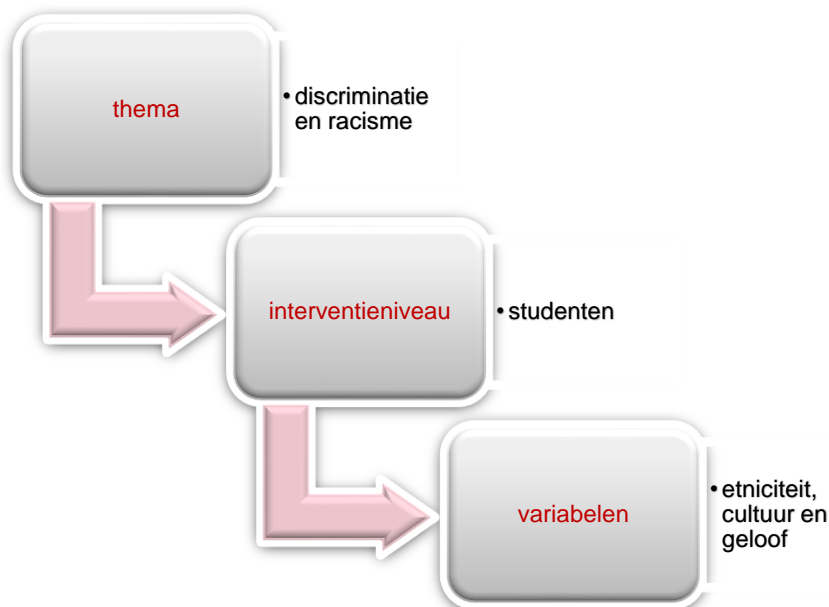 thema
• discriminatie
en racisme
interventieniveau
• studenten
variabelen
• etniciteit,
cultuur en
geloof